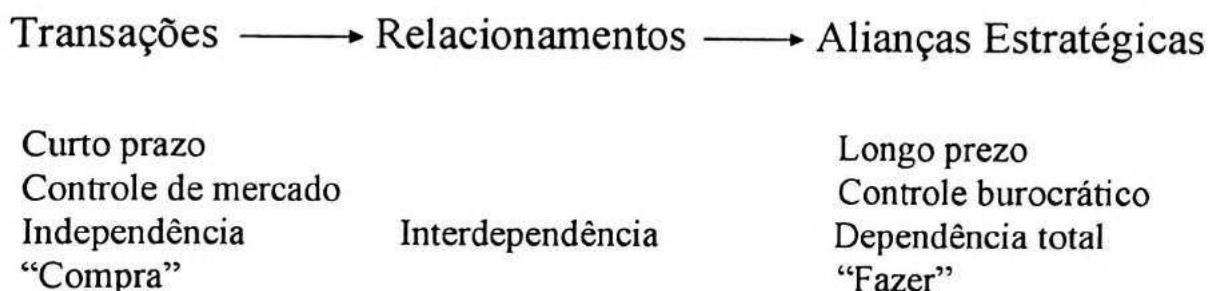 Transações → Relacionamentos → Alianças Estratégicas
Curto prazo
Controle de mercado
Independência
“Compra”
Interdependência
Longo prezo
Controle burocrático
Dependência total
“Fazer”